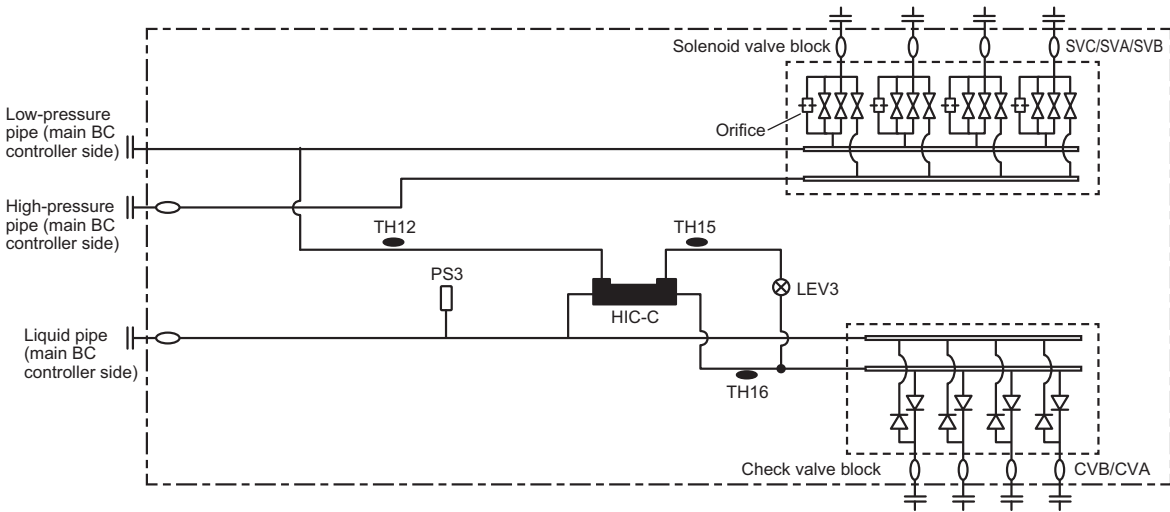 Solenoid valve block
SVC/SVA/SVB
Low-pressure
pipe (main BC
controller side)
Orifice
High-pressure
pipe (main BC
controller side)
TH12
TH15
PS3
LEV3
HIC-C
Liquid pipe
(main BC
controller side)
TH16
Check valve block
CVB/CVA